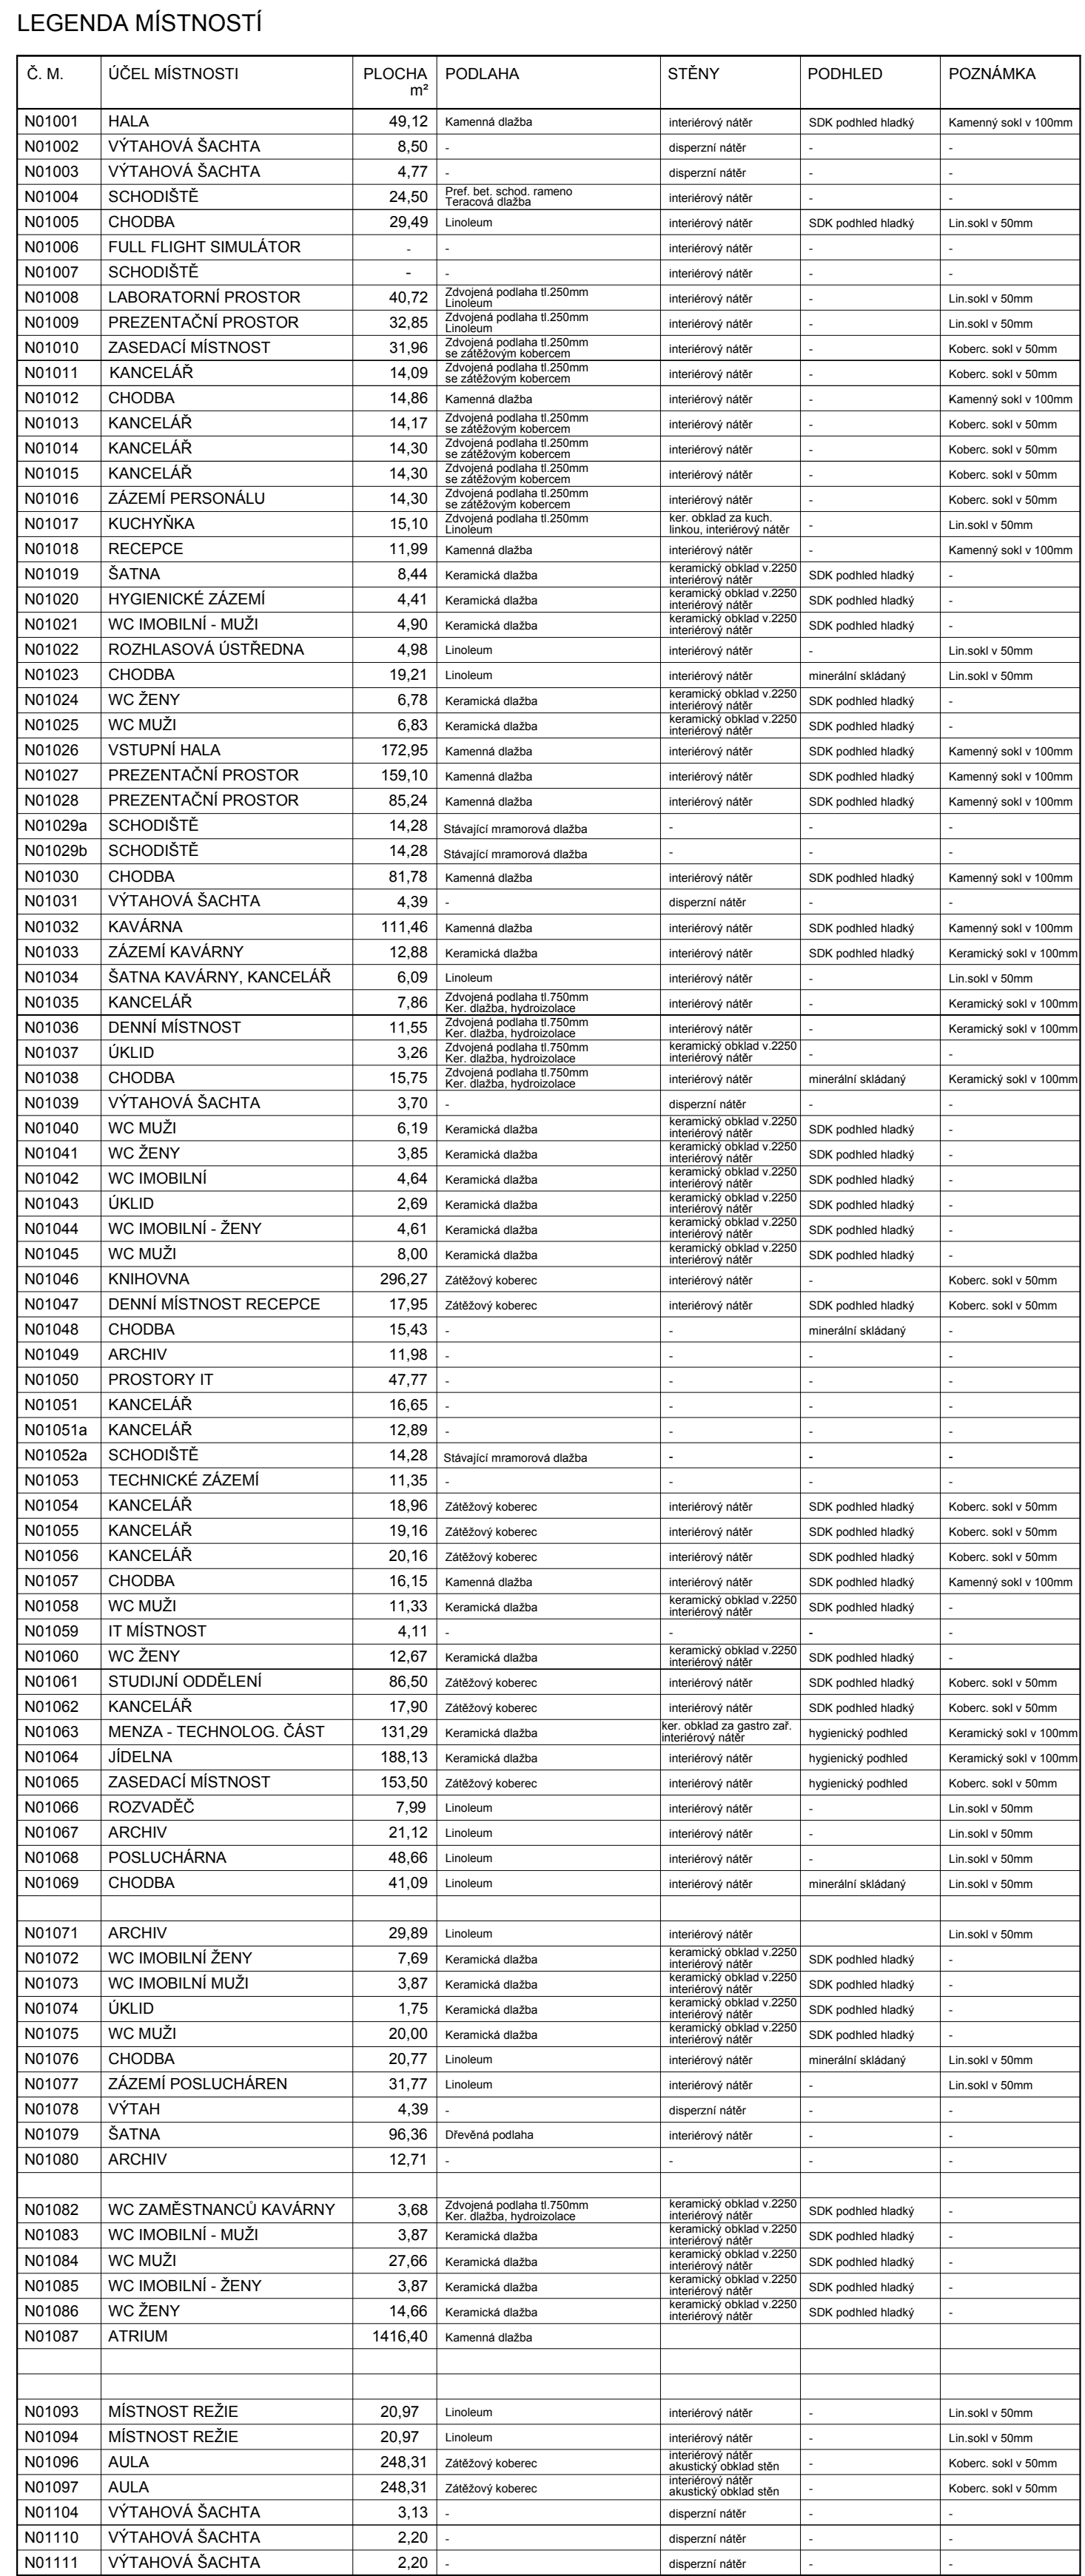 LEGENDA MÍSTNOSTÍ
Č. M. ÚČEL MÍSTNOSTI PLOCHA m² PODLAHA STĚNY PODHLED POZNÁMKA
N01001 HALA 49,12 Kamenná dlažba interiérový nátěr SDK podhled hladký Kamenný sokl v 100mm
N01002 VÝTAHOVÁ ŠACHTA 8,50 - disperzní nátěr - -
N01003 VÝTAHOVÁ ŠACHTA 4,77 - disperzní nátěr - -
N01004 SCHODIŠTĚ 24,50 Pref. bet. schod. rameno Teracová dlažba interiérový nátěr - -
N01005 CHODBA 29,49 Linoleum interiérový nátěr SDK podhled hladký Lin.sokl v 50mm
N01006 FULL FLIGHT SIMULÁTOR - - interiérový nátěr - -
N01007 SCHODIŠTĚ - - interiérový nátěr - -
N01008 LABORATORNÍ PROSTOR 40,72 Zdvojená podlaha tl.250mm Linoleum interiérový nátěr - Lin.sokl v 50mm
N01009 PREZENTAČNÍ PROSTOR 32,85 Zdvojená podlaha tl.250mm Linoleum interiérový nátěr - Lin.sokl v 50mm
N01010 ZASEDACÍ MÍSTNOST 31,96 Zdvojená podlaha tl.250mm se zátěžovým kobercem interiérový nátěr - Koberc. sokl v 50mm
N01011 KANCELÁŘ 14,09 Zdvojená podlaha tl.250mm se zátěžovým kobercem interiérový nátěr - Koberc. sokl v 50mm
N01012 CHODBA 14,86 Kamenná dlažba interiérový nátěr - Kamenný sokl v 100mm
N01013 KANCELÁŘ 14,17 Zdvojená podlaha tl.250mm se zátěžovým kobercem interiérový nátěr - Koberc. sokl v 50mm
N01014 KANCELÁŘ 14,30 Zdvojená podlaha tl.250mm se zátěžovým kobercem interiérový nátěr - Koberc. sokl v 50mm
N01015 KANCELÁŘ 14,30 Zdvojená podlaha tl.250mm se zátěžovým kobercem interiérový nátěr - Koberc. sokl v 50mm
N01016 ZÁZEMÍ PERSONÁLU 14,30 Zdvojená podlaha tl.250mm se zátěžovým kobercem interiérový nátěr - Koberc. sokl v 50mm
N01017 KUCHYŇKA 15,10 Zdvojená podlaha tl.250mm Linoleum ker. obklad za kuch. linkou, interiérový nátěr - Lin.sokl v 50mm
N01018 RECEPCE 11,99 Kamenná dlažba interiérový nátěr - Kamenný sokl v 100mm
N01019 ŠATNA 8,44 Keramická dlažba keramický obklad v.2250 interiérový nátěr SDK podhled hladký -
N01020 HYGIENICKÉ ZÁZEMÍ 4,41 Keramická dlažba keramický obklad v.2250 interiérový nátěr SDK podhled hladký -
N01021 WC IMOBILNÍ - MUŽI 4,90 Keramická dlažba keramický obklad v.2250 interiérový nátěr SDK podhled hladký -
N01022 ROZHLASOVÁ ÚSTŘEDNA 4,98 Linoleum interiérový nátěr - Lin.sokl v 50mm
N01023 CHODBA 19,21 Linoleum interiérový nátěr minerální skládaný Lin.sokl v 50mm
N01024 WC ŽENY 6,78 Keramická dlažba keramický obklad v.2250 interiérový nátěr SDK podhled hladký -
N01025 WC MUŽI 6,83 Keramická dlažba keramický obklad v.2250 interiérový nátěr SDK podhled hladký -
N01026 VSTUPNÍ HALA 172,95 Kamenná dlažba interiérový nátěr SDK podhled hladký Kamenný sokl v 100mm
N01027 PREZENTAČNÍ PROSTOR 159,10 Kamenná dlažba interiérový nátěr SDK podhled hladký Kamenný sokl v 100mm
N01028 PREZENTAČNÍ PROSTOR 85,24 Kamenná dlažba interiérový nátěr SDK podhled hladký Kamenný sokl v 100mm
N01029a SCHODIŠTĚ 14,28 Stávající mramorová dlažba - - -
N01029b SCHODIŠTĚ 14,28 Stávající mramorová dlažba - - -
N01030 CHODBA 81,78 Kamenná dlažba interiérový nátěr SDK podhled hladký Kamenný sokl v 100mm
N01031 VÝTAHOVÁ ŠACHTA 4,39 - disperzní nátěr - -
N01032 KAVÁRNA 111,46 Kamenná dlažba interiérový nátěr SDK podhled hladký Kamenný sokl v 100mm
N01033 ZÁZEMÍ KAVÁRNY 12,88 Keramická dlažba interiérový nátěr SDK podhled hladký Keramický sokl v 100mm
N01034 ŠATNA KAVÁRNY, KANCELÁŘ 6,09 Linoleum interiérový nátěr - Lin.sokl v 50mm
N01035 KANCELÁŘ 7,86 Zdvojená podlaha tl.750mm Ker. dlažba, hydroizolace interiérový nátěr - Keramický sokl v 100mm
N01036 DENNÍ MÍSTNOST 11,55 Zdvojená podlaha tl.750mm Ker. dlažba, hydroizolace interiérový nátěr - Keramický sokl v 100mm
N01037 ÚKLID 3,26 Zdvojená podlaha tl.750mm Ker. dlažba, hydroizolace keramický obklad v.2250 interiérový nátěr - -
N01038 CHODBA 15,75 Zdvojená podlaha tl.750mm Ker. dlažba, hydroizolace interiérový nátěr minerální skládaný Keramický sokl v 100mm
N01039 VÝTAHOVÁ ŠACHTA 3,70 - disperzní nátěr - -
N01040 WC MUŽI 6,19 Keramická dlažba keramický obklad v.2250 interiérový nátěr SDK podhled hladký -
N01041 WC ŽENY 3,85 Keramická dlažba keramický obklad v.2250 interiérový nátěr SDK podhled hladký -
N01042 WC IMOBILNÍ 4,64 Keramická dlažba keramický obklad v.2250 interiérový nátěr SDK podhled hladký -
N01043 ÚKLID 2,69 Keramická dlažba keramický obklad v.2250 interiérový nátěr SDK podhled hladký -
N01044 WC IMOBILNÍ - ŽENY 4,61 Keramická dlažba keramický obklad v.2250 interiérový nátěr SDK podhled hladký -
N01045 WC MUŽI 8,00 Keramická dlažba keramický obklad v.2250 interiérový nátěr SDK podhled hladký -
N01046 KNIHOVNA 296,27 Zátěžový koberec interiérový nátěr - Koberc. sokl v 50mm
N01047 DENNÍ MÍSTNOST RECEPCE 17,95 Zátěžový koberec interiérový nátěr SDK podhled hladký Koberc. sokl v 50mm
N01048 CHODBA 15,43 - - minerální skládaný -
N01049 ARCHIV 11,98 - - - -
N01050 PROSTORY IT 47,77 - - - -
N01051 KANCELÁŘ 16,65 - - - -
N01051a KANCELÁŘ 12,89 - - - -
N01052a SCHODIŠTĚ 14,28 Stávající mramorová dlažba - - -
N01053 TECHNICKÉ ZÁZEMÍ 11,35 - - - -
N01054 KANCELÁŘ 18,96 Zátěžový koberec interiérový nátěr SDK podhled hladký Koberc. sokl v 50mm
N01055 KANCELÁŘ 19,16 Zátěžový koberec interiérový nátěr SDK podhled hladký Koberc. sokl v 50mm
N01056 KANCELÁŘ 20,16 Zátěžový koberec interiérový nátěr SDK podhled hladký Koberc. sokl v 50mm
N01057 CHODBA 16,15 Kamenná dlažba interiérový nátěr SDK podhled hladký Kamenný sokl v 100mm
N01058 WC MUŽI 11,33 Keramická dlažba keramický obklad v.2250 interiérový nátěr SDK podhled hladký -
N01059 IT MÍSTNOST 4,11 - - - -
N01060 WC ŽENY 12,67 Keramická dlažba keramický obklad v.2250 interiérový nátěr SDK podhled hladký -
N01061 STUDIJNÍ ODDĚLENÍ 86,50 Zátěžový koberec interiérový nátěr SDK podhled hladký Koberc. sokl v 50mm
N01062 KANCELÁŘ 17,90 Zátěžový koberec interiérový nátěr SDK podhled hladký Koberc. sokl v 50mm
N01063 MENZA - TECHNOLOG. ČÁST 131,29 Keramická dlažba ker. obklad za gastro zař. interiérový nátěr hygienický podhled Keramický sokl v 100mm
N01064 JÍDELNA 188,13 Keramická dlažba interiérový nátěr hygienický podhled Keramický sokl v 100mm
N01065 ZASEDACÍ MÍSTNOST 153,50 Zátěžový koberec interiérový nátěr hygienický podhled Koberc. sokl v 50mm
N01066 ROZVADĚČ 7,99 Linoleum interiérový nátěr - Lin.sokl v 50mm
N01067 ARCHIV 21,12 Linoleum interiérový nátěr - Lin.sokl v 50mm
N01068 POSLUCHÁRNA 48,66 Linoleum interiérový nátěr - Lin.sokl v 50mm
N01069 CHODBA 41,09 Linoleum interiérový nátěr minerální skládaný Lin.sokl v 50mm
N01071 ARCHIV 29,89 Linoleum interiérový nátěr Lin.sokl v 50mm
N01072 WC IMOBILNÍ ŽENY 7,69 Keramická dlažba keramický obklad v.2250 interiérový nátěr SDK podhled hladký -
N01073 WC IMOBILNÍ MUŽI 3,87 Keramická dlažba keramický obklad v.2250 interiérový nátěr SDK podhled hladký -
N01074 ÚKLID 1,75 Keramická dlažba keramický obklad v.2250 interiérový nátěr SDK podhled hladký -
N01075 WC MUŽI 20,00 Keramická dlažba keramický obklad v.2250 interiérový nátěr SDK podhled hladký -
N01076 CHODBA 20,77 Linoleum interiérový nátěr minerální skládaný Lin.sokl v 50mm
N01077 ZÁZEMÍ POSLUCHÁREN 31,77 Linoleum interiérový nátěr - Lin.sokl v 50mm
N01078 VÝTAH 4,39 - disperzní nátěr - -
N01079 ŠATNA 96,36 Dřevěná podlaha interiérový nátěr - -
N01080 ARCHIV 12,71 - - - -
N01082 WC ZAMĚSTNANCŮ KAVÁRNY 3,68 Zdvojená podlaha tl.750mm Ker. dlažba, hydroizolace keramický obklad v.2250 interiérový nátěr SDK podhled hladký -
N01083 WC IMOBILNÍ - MUŽI 3,87 Keramická dlažba keramický obklad v.2250 interiérový nátěr SDK podhled hladký -
N01084 WC MUŽI 27,66 Keramická dlažba keramický obklad v.2250 interiérový nátěr SDK podhled hladký -
N01085 WC IMOBILNÍ - ŽENY 3,87 Keramická dlažba keramický obklad v.2250 interiérový nátěr SDK podhled hladký -
N01086 WC ŽENY 14,66 Keramická dlažba keramický obklad v.2250 interiérový nátěr SDK podhled hladký -
N01087 ATRIUM 1416,40 Kamenná dlažba
N01093 MÍSTNOST REŽIE 20,97 Linoleum interiérový nátěr - Lin.sokl v 50mm
N01094 MÍSTNOST REŽIE 20,97 Linoleum interiérový nátěr - Lin.sokl v 50mm
N01096 AULA 248,31 Zátěžový koberec interiérový nátěr akustický obklad stěn - Koberc. sokl v 50mm
N01097 AULA 248,31 Zátěžový koberec interiérový nátěr akustický obklad stěn - Koberc. sokl v 50mm
N01104 VÝTAHOVÁ ŠACHTA 3,13 - disperzní nátěr - -
N01110 VÝTAHOVÁ ŠACHTA 2,20 - disperzní nátěr - -
N01111 VÝTAHOVÁ ŠACHTA 2,20 - disperzní nátěr - -